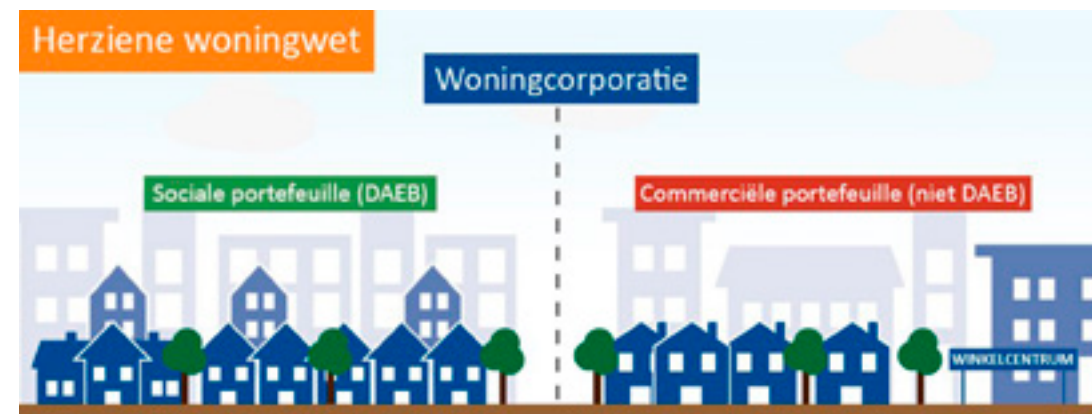 Herziene woningwet
Woningcorporatie
Sociale portefeuille (DAEB)
Commerciële portefeuille (niet DAEB)
WINKELCENTRUM